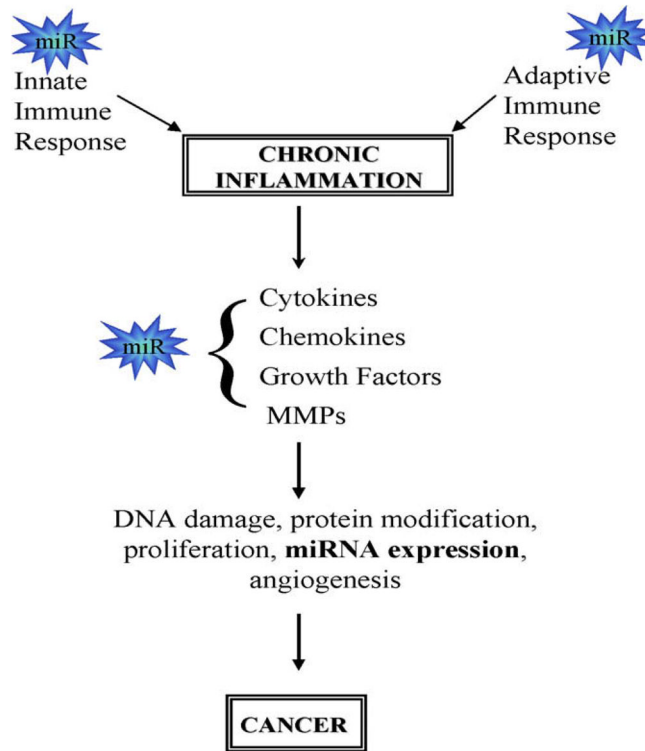 miR
Innate
Immune
Response
miR
Adaptive
Immune
Response
CHRONIC
INFLAMMATION
miR
Cytokines
Chemokines
Growth Factors
MMPs
DNA damage, protein modification,
proliferation, miRNA expression,
angiogenesis
CANCER